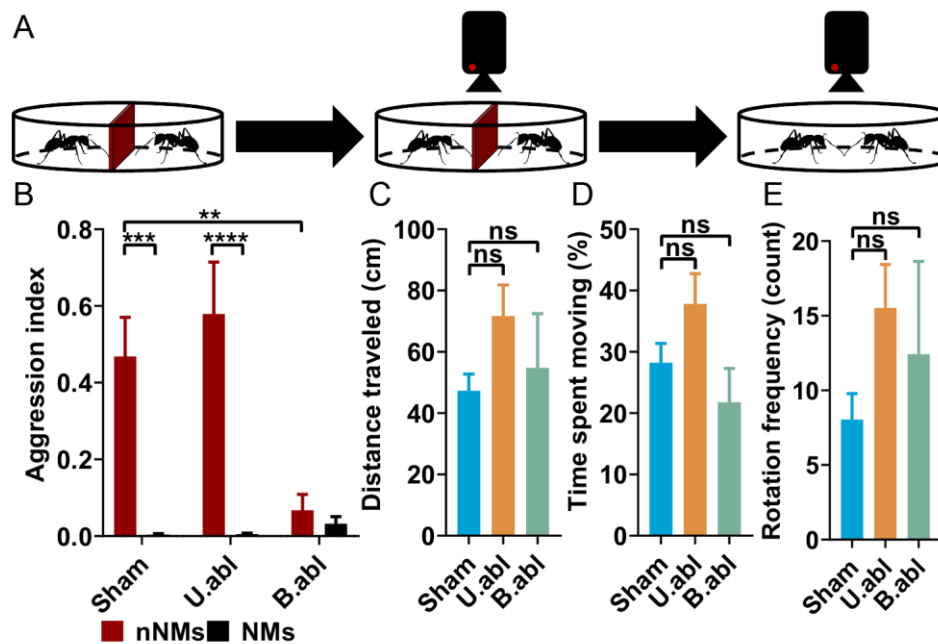 A
B
C
D
E
Aggression index
0.8
0.6
0.4
0.2
0.0
**
***
****
Sham
U.abl
B.abl
nNMs
NMs
Distance traveled (cm)
100
80
60
40
20
0
ns
ns
Sham
U.abl
B.abl
Time spent moving (%)
50
40
30
20
10
0
ns
ns
Sham
U.abl
B.abl
Rotation frequency (count)
20
15
10
5
0
ns
ns
Sham
U.abl
B.abl